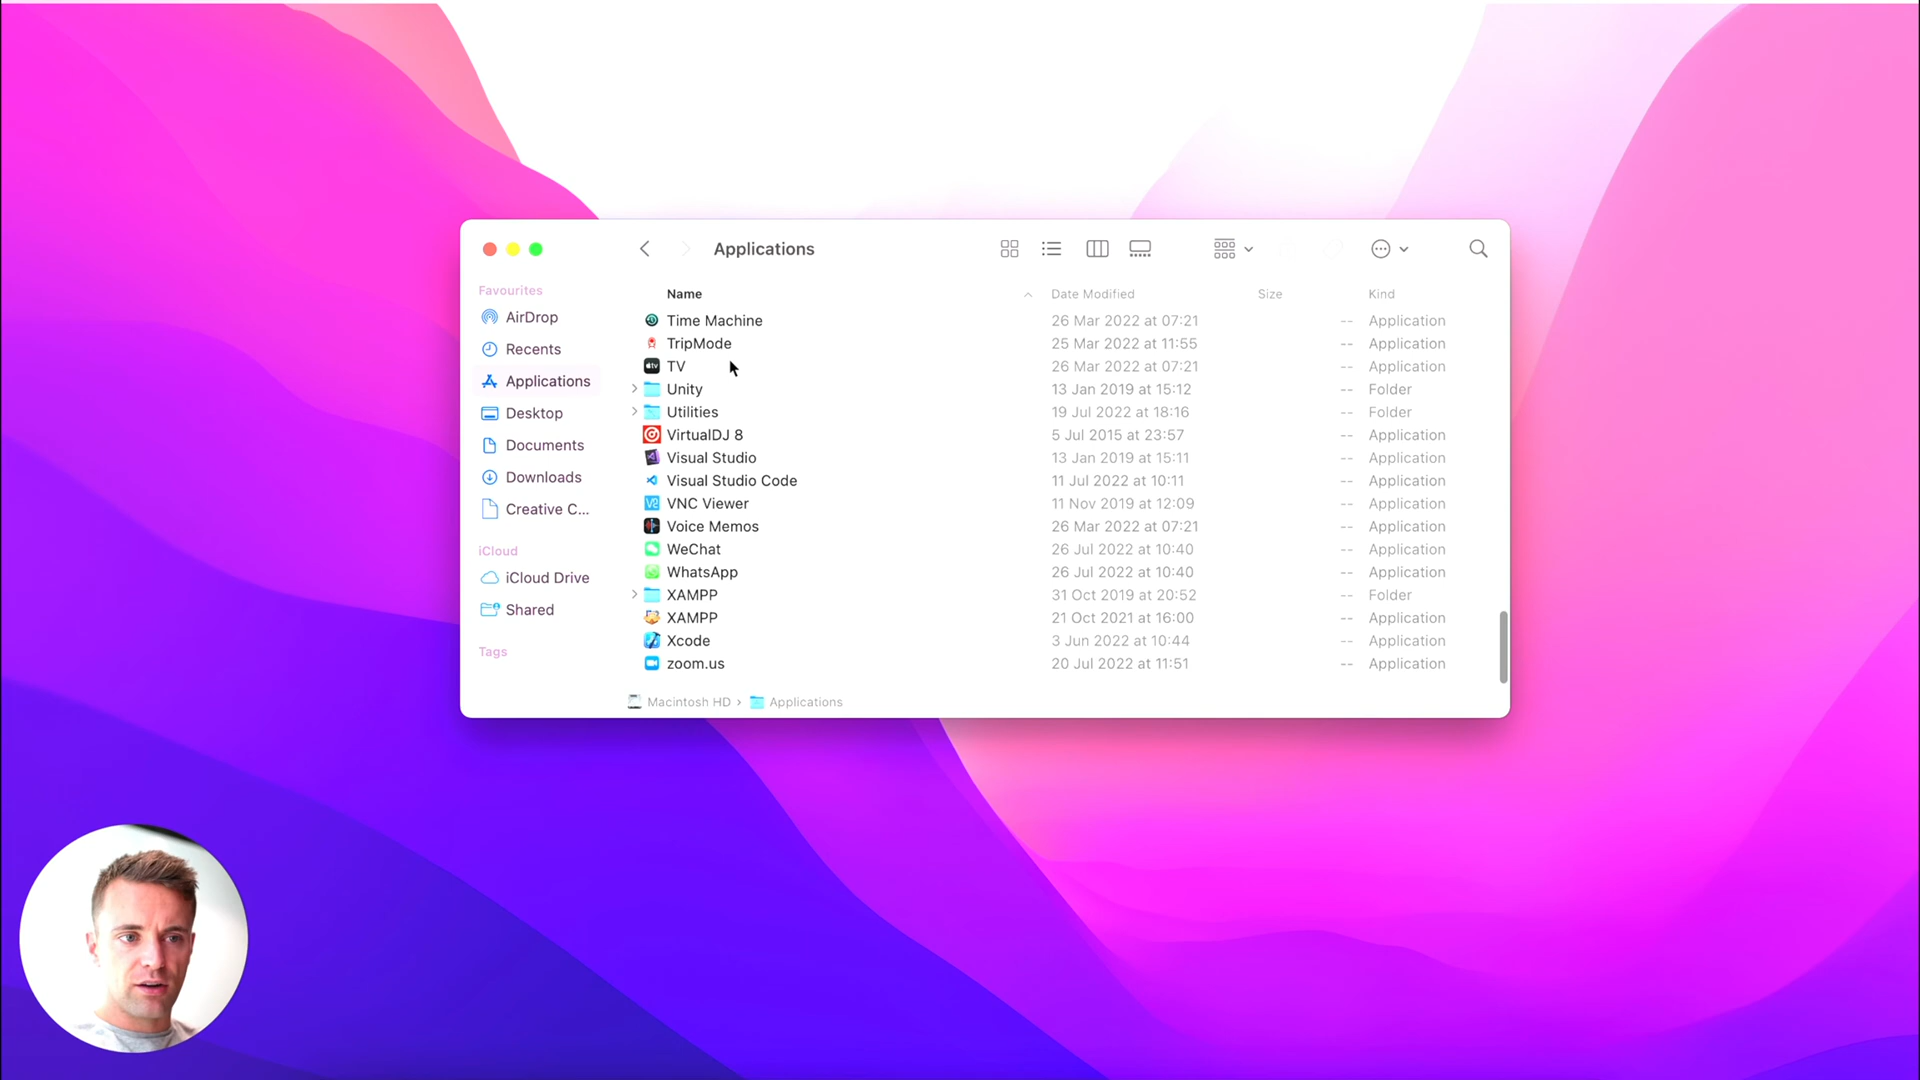 Applications
Favourites
AirDrop
Recents
Applications
Desktop
Documents
Downloads
Creative C...
iCloud
iCloud Drive
Shared
Tags
Name Date Modified Size Kind
Time Machine 26 Mar 2022 at 07:21 -- Application
TripMode 25 Mar 2022 at 11:55 -- Application
TV 26 Mar 2022 at 07:21 -- Application
Unity 13 Jan 2019 at 15:12 -- Folder
Utilities 19 Jul 2022 at 18:16 -- Folder
VirtualDJ 8 5 Jul 2015 at 23:57 -- Application
Visual Studio 13 Jan 2019 at 15:11 -- Application
Visual Studio Code 11 Jul 2022 at 10:11 -- Application
VNC Viewer 11 Nov 2019 at 12:09 -- Application
Voice Memos 26 Mar 2022 at 07:21 -- Application
WeChat 26 Jul 2022 at 10:40 -- Application
WhatsApp 26 Jul 2022 at 10:40 -- Application
XAMPP 31 Oct 2019 at 20:52 -- Folder
XAMPP 21 Oct 2021 at 16:00 -- Application
Xcode 3 Jun 2022 at 10:44 -- Application
zoom.us 20 Jul 2022 at 11:51 -- Application
Macintosh HD › Applications